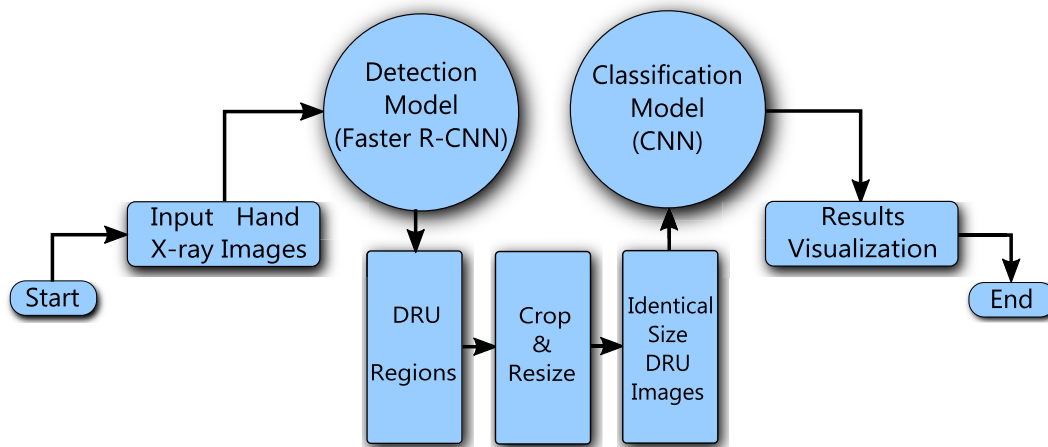 Start
Input Hand
X-ray Images
Detection
Model
(Faster R-CNN)
DRU
Regions
Crop
&
Resize
Identical
Size
DRU
Images
Classification
Model
(CNN)
Results
Visualization
End